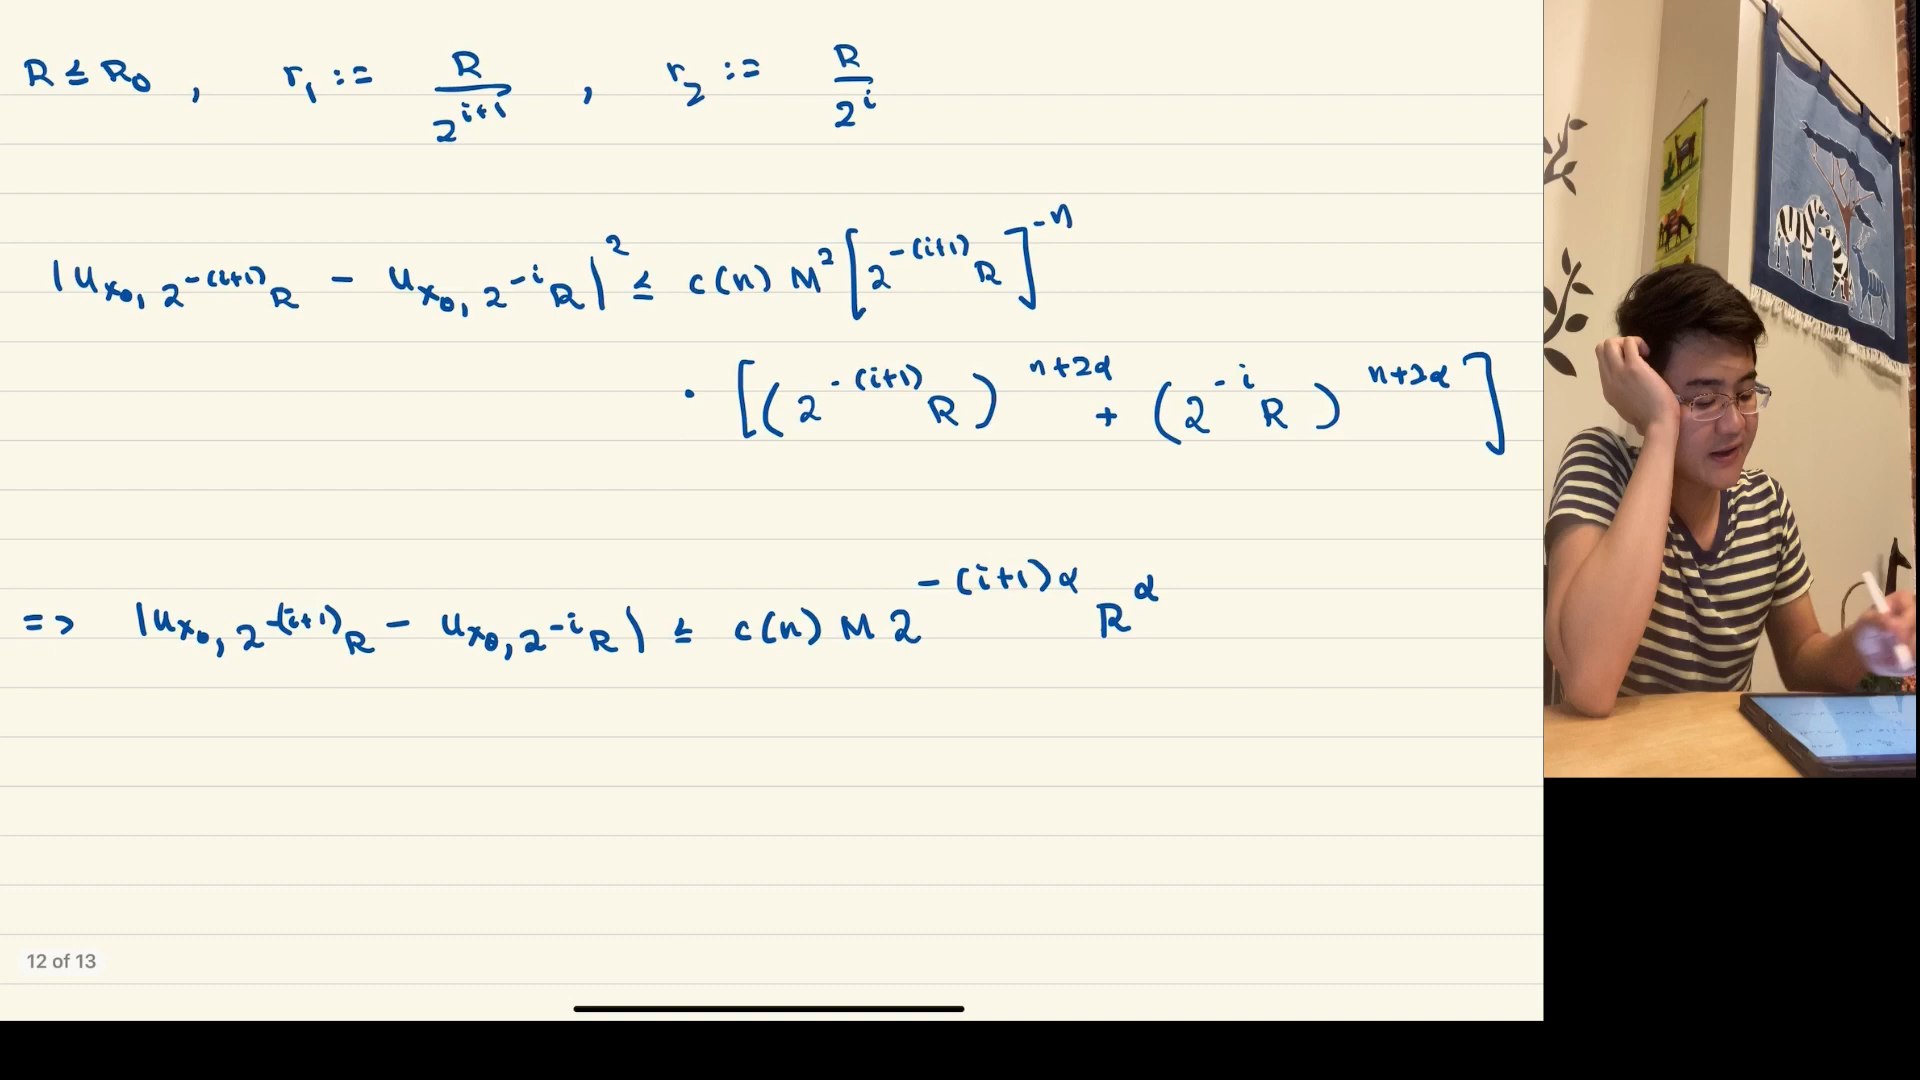 R ≤ R₀ , r₁ := R/2^{i+1} , r₂ := R/2^i
|u_{x₀, 2^{-(i+1)}R} - u_{x₀, 2^{-i}R}|² ≤ c(n) M² [2^{-(i+1)} R]^{-n}
· [(2^{-(i+1)} R)^{n+2α} + (2^{-i} R)^{n+2α}]
=> |u_{x₀, 2^{-(i+1)}R} - u_{x₀, 2^{-i}R}| ≤ c(n) M 2^{-(i+1)α} R^α
12 of 13